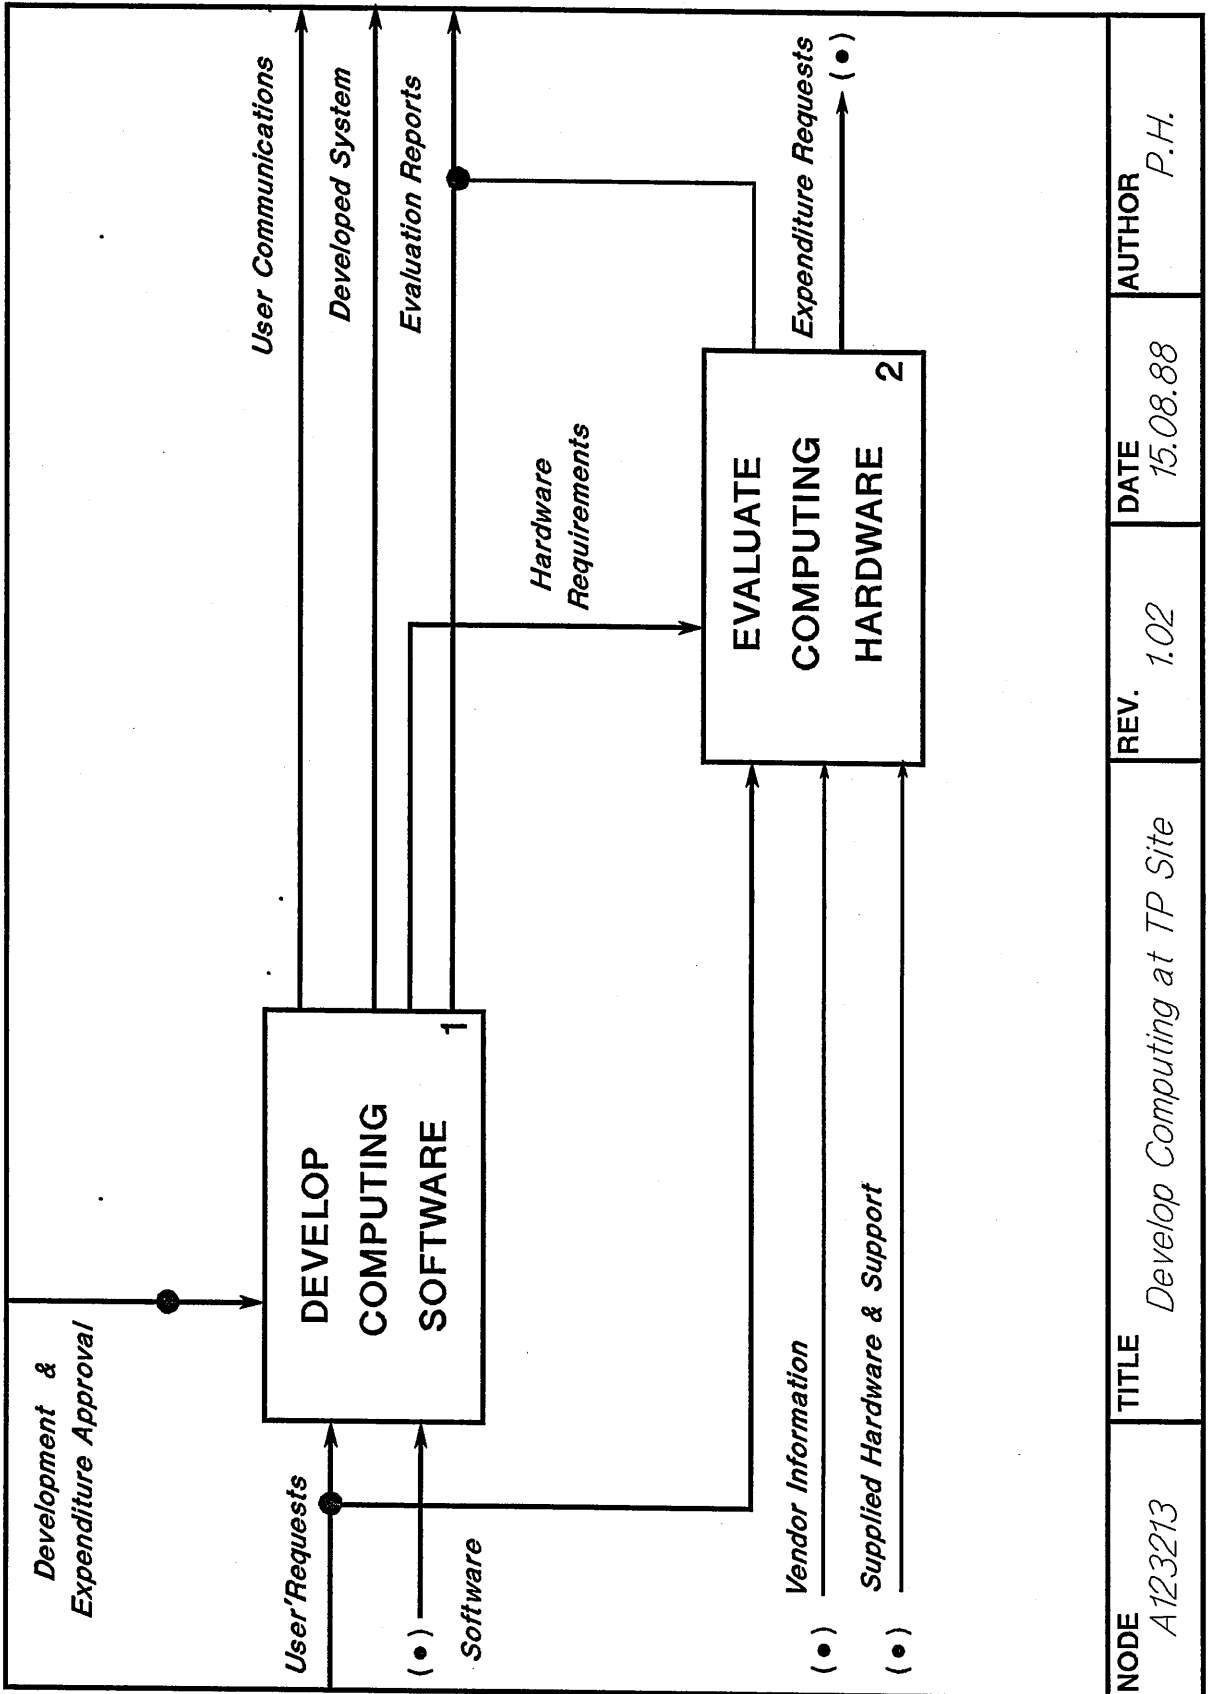 Development &
Expenditure Approval
User'Requests
(•)
Software
DEVELOP
COMPUTING
SOFTWARE
1
User Communications
Developed System
Evaluation Reports
Hardware
Requirements
EVALUATE
COMPUTING
HARDWARE
2
Expenditure Requests
(•)
Vendor Information
(•)
Supplied Hardware & Support
(•)
NODE
A123213
TITLE
Develop Computing at TP Site
REV.
1.02
DATE
15.08.88
AUTHOR
P.H.